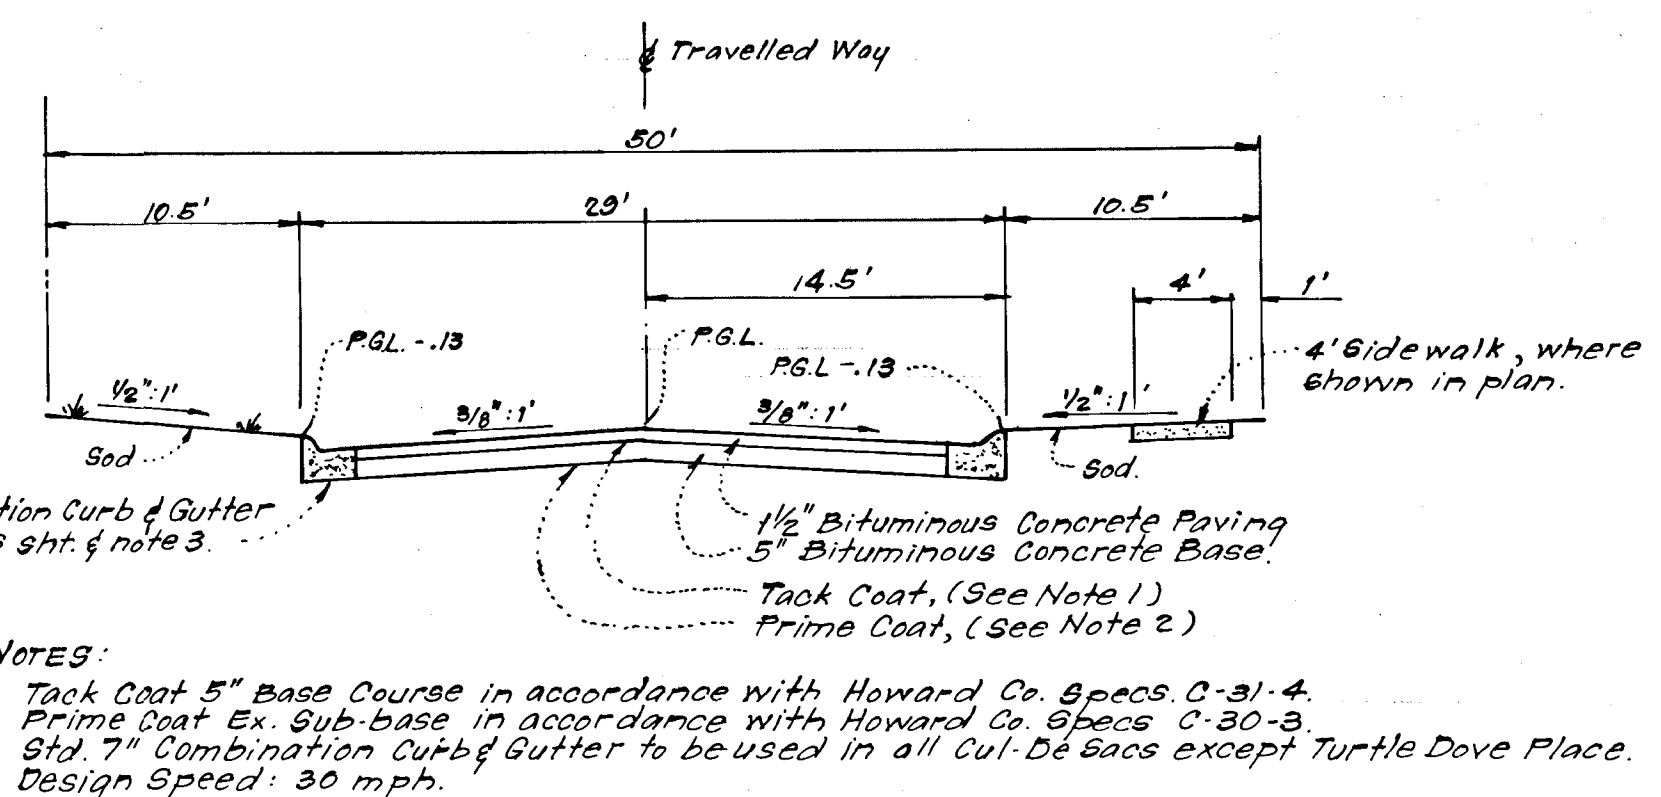 ℄ Travelled Way
50'
10.5'
29'
10.5'
14.5'
4'
1'
P.G.L. -.13
P.G.L.
P.G.L -.13
4' Sidewalk, where
shown in plan.
1/2":1'
3/8":1'
3/8":1'
1/2":1'
Sod
Sod.
tion Curb & Gutter
s sht. & note 3.
1 1/2" Bituminous Concrete Paving
5" Bituminous Concrete Base.
Tack Coat, (See Note 1)
Prime Coat, (See Note 2)
NOTES:
Tack Coat 5" Base Course in accordance with Howard Co. Specs. C-31-4.
Prime Coat Ex. Sub-base in accordance with Howard Co. Specs C-30-3.
Std. 7" Combination Curb & Gutter to be used in all Cul-De Sacs except Turtle Dove Place.
Design Speed: 30 mph.